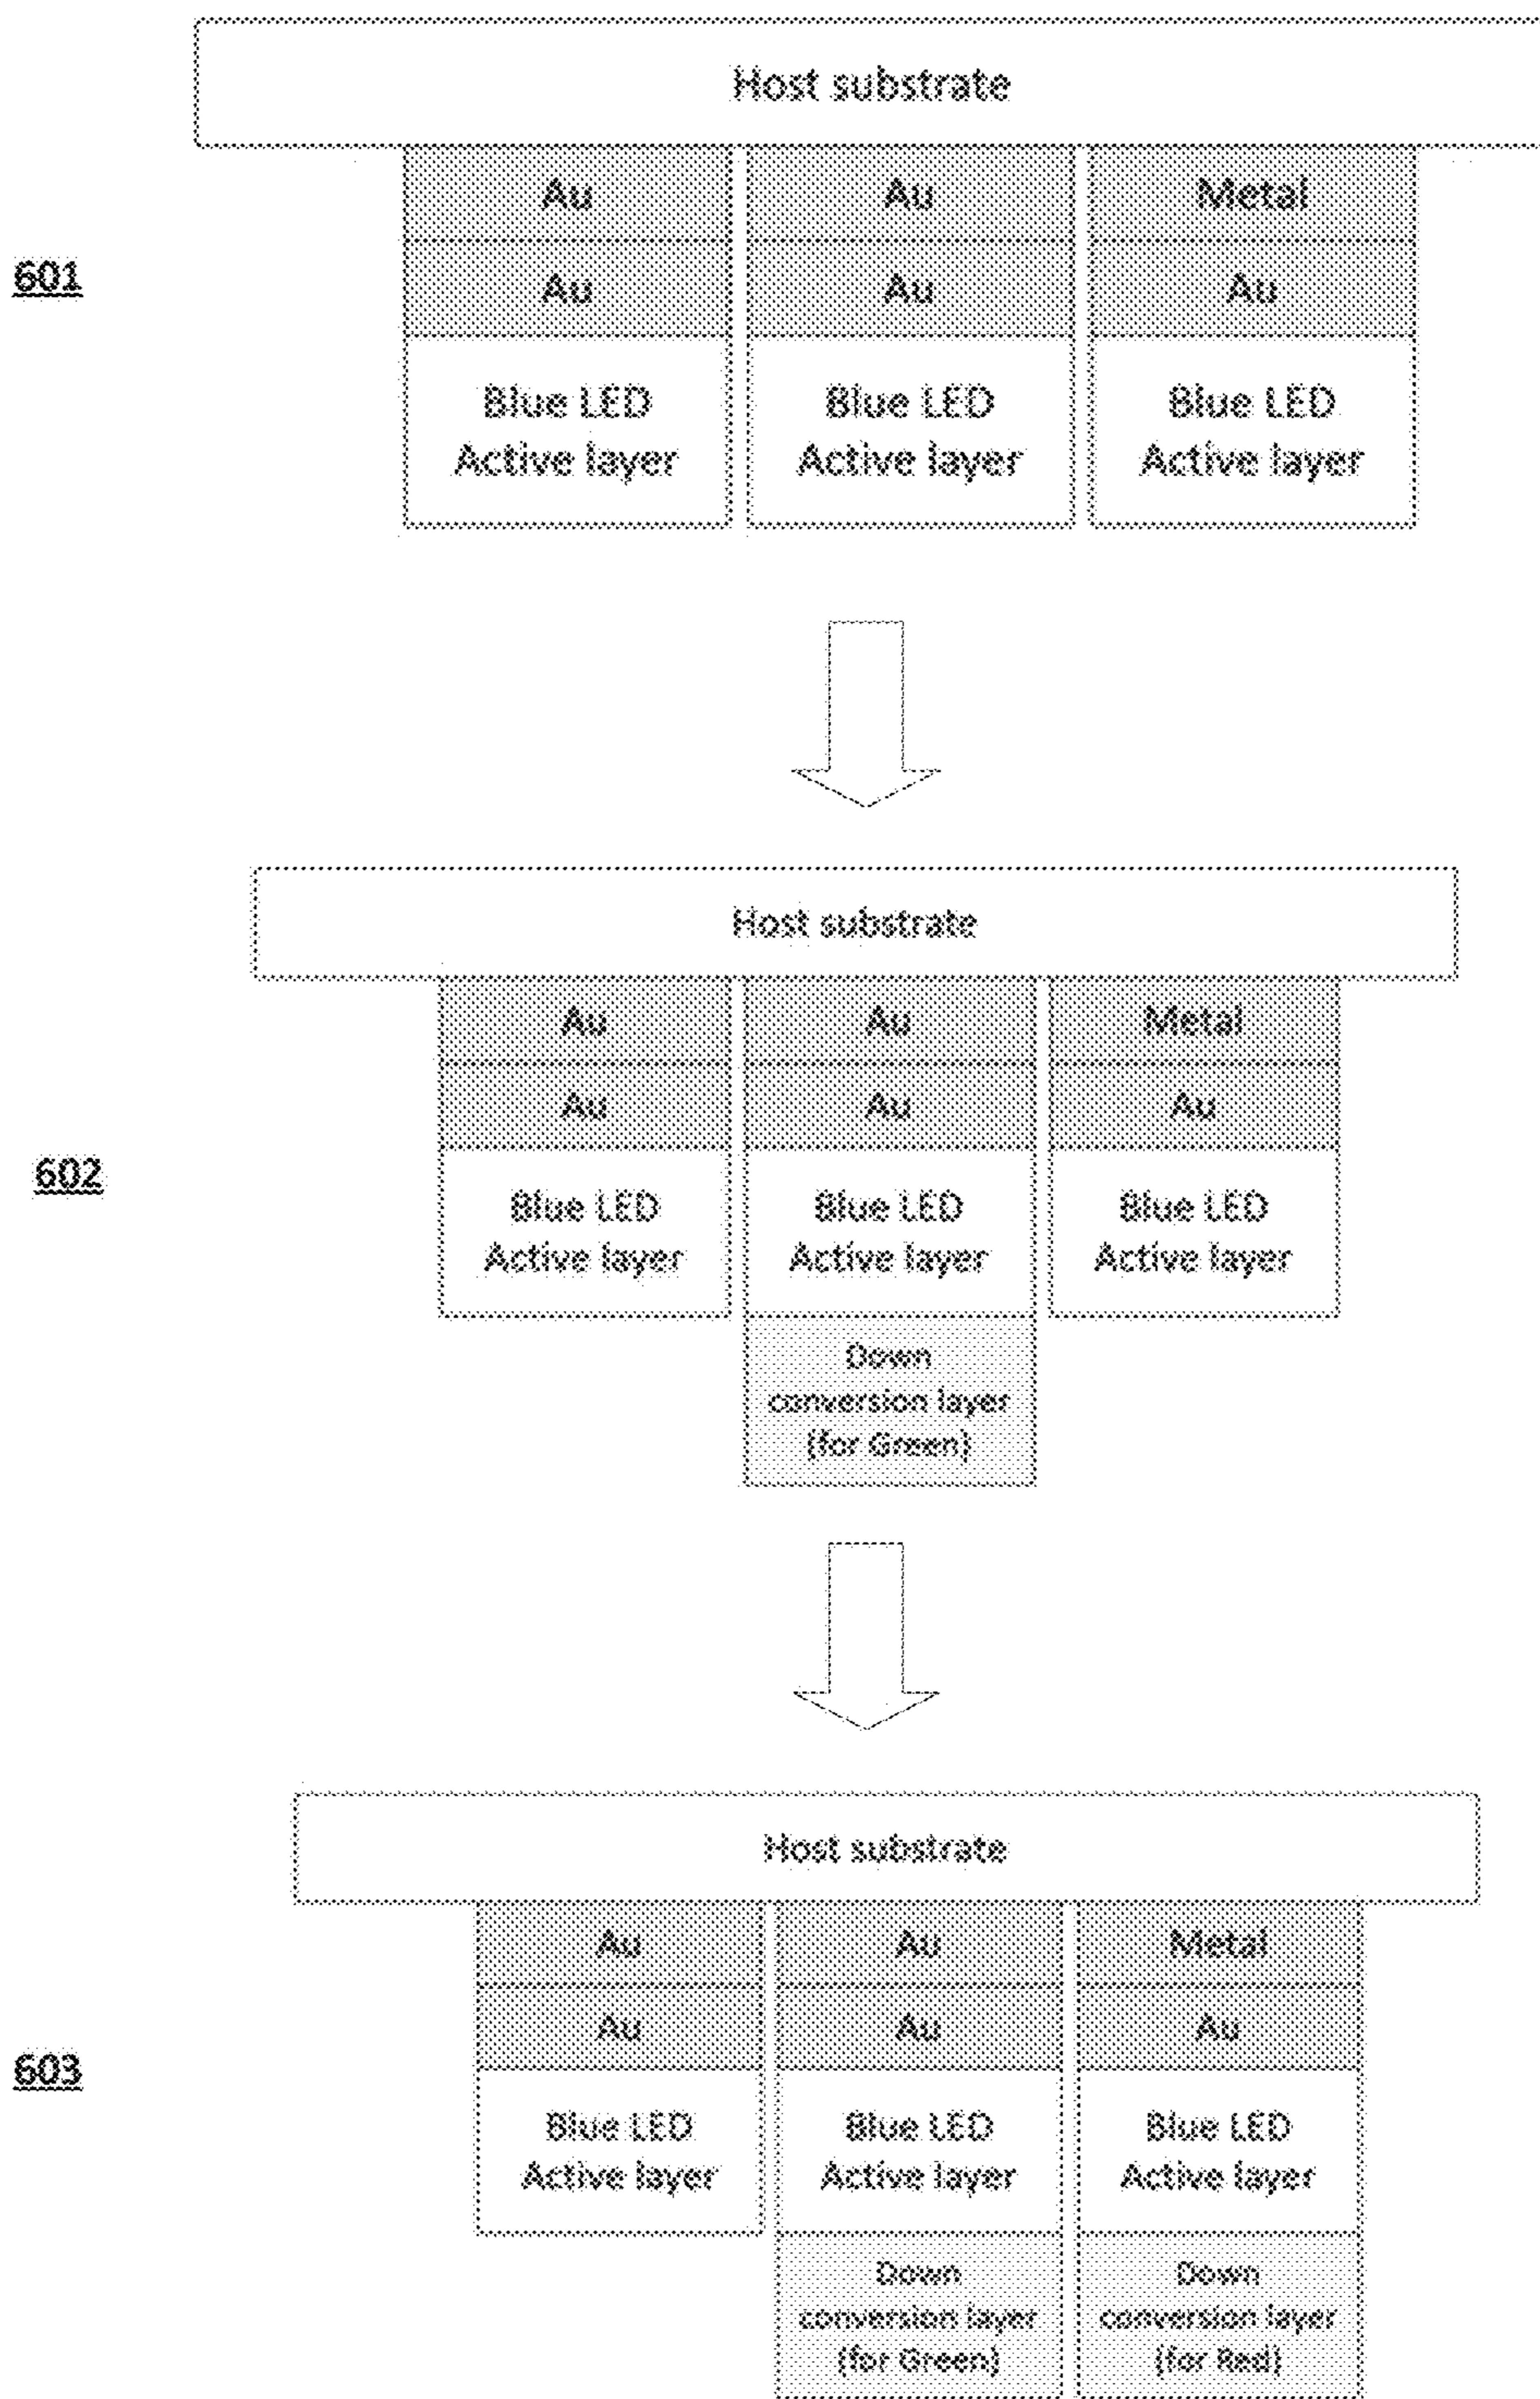 Host substrate
Au
Au
Metal
601
Au
Au
Au
Blue LED
Active layer
Blue LED
Active layer
Blue LED
Active layer
Host substrate
Au
Au
Metal
Au
Au
Au
602
Blue LED
Active layer
Blue LED
Active layer
Blue LED
Active layer
Down
conversion layer
(for Green)
Host substrate
Au
Au
Metal
Au
Au
Au
603
Blue LED
Active layer
Blue LED
Active layer
Blue LED
Active layer
Down
conversion layer
(for Green)
Down
conversion layer
(for Red)